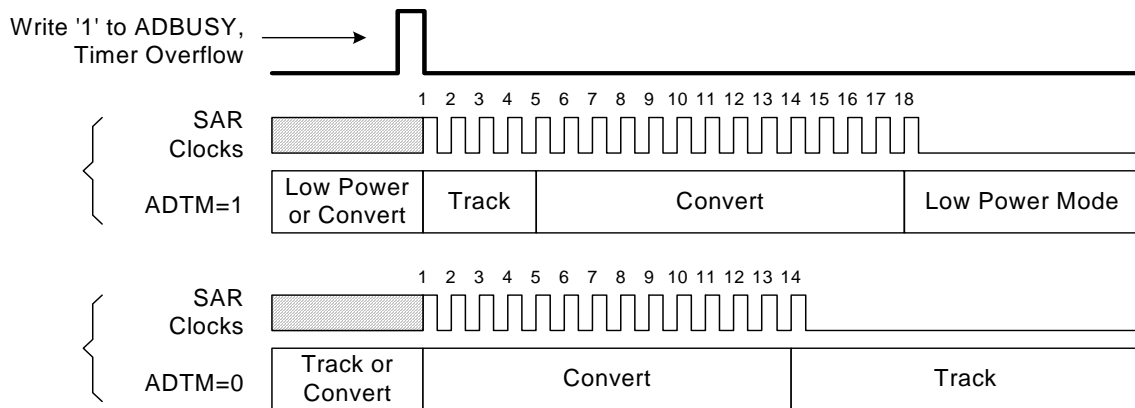 Write '1' to ADBUSY,
Timer Overflow
1 2 3 4 5 6 7 8 9 10 11 12 13 14 15 16 17 18
SAR
Clocks
ADTM=1
Low Power
or Convert
Track
Convert
Low Power Mode
1 2 3 4 5 6 7 8 9 10 11 12 13 14
SAR
Clocks
ADTM=0
Track or
Convert
Convert
Track